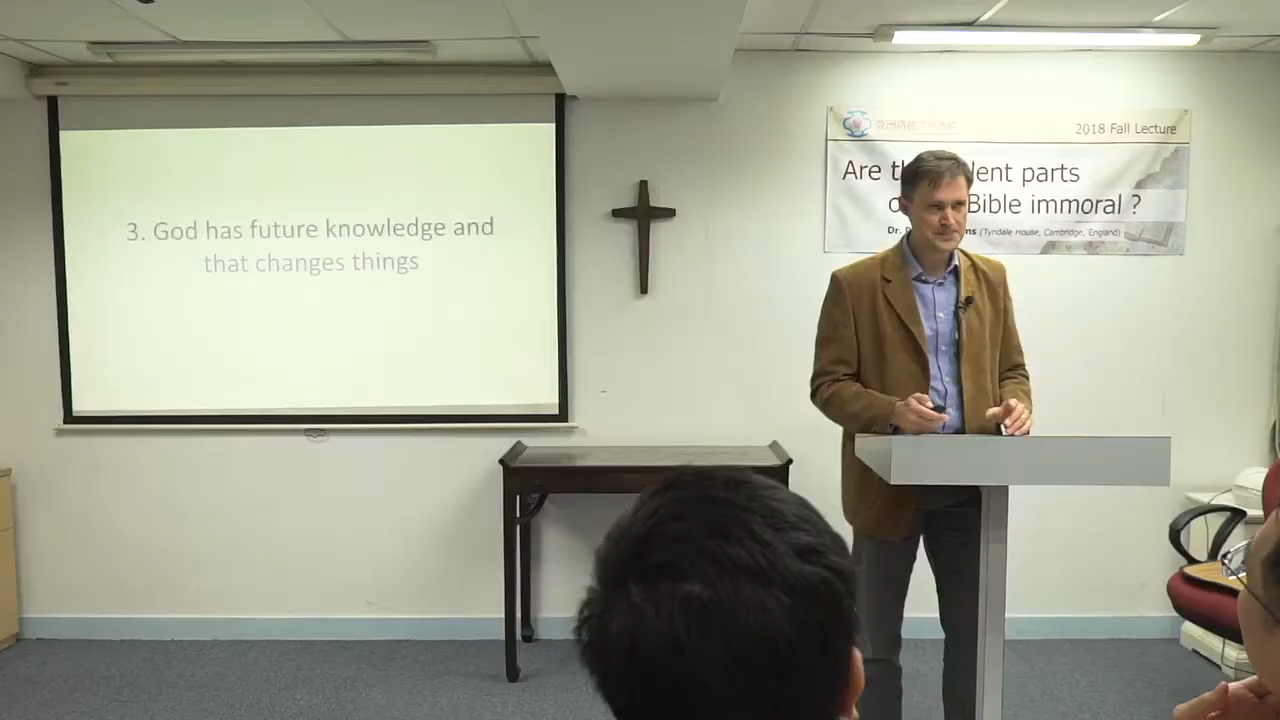 3. God has future knowledge and
that changes things
2018 Fall Lecture
Are th lent parts
o Bible immoral ?
Dr. ns (Tyndale House, Cambridge, England)